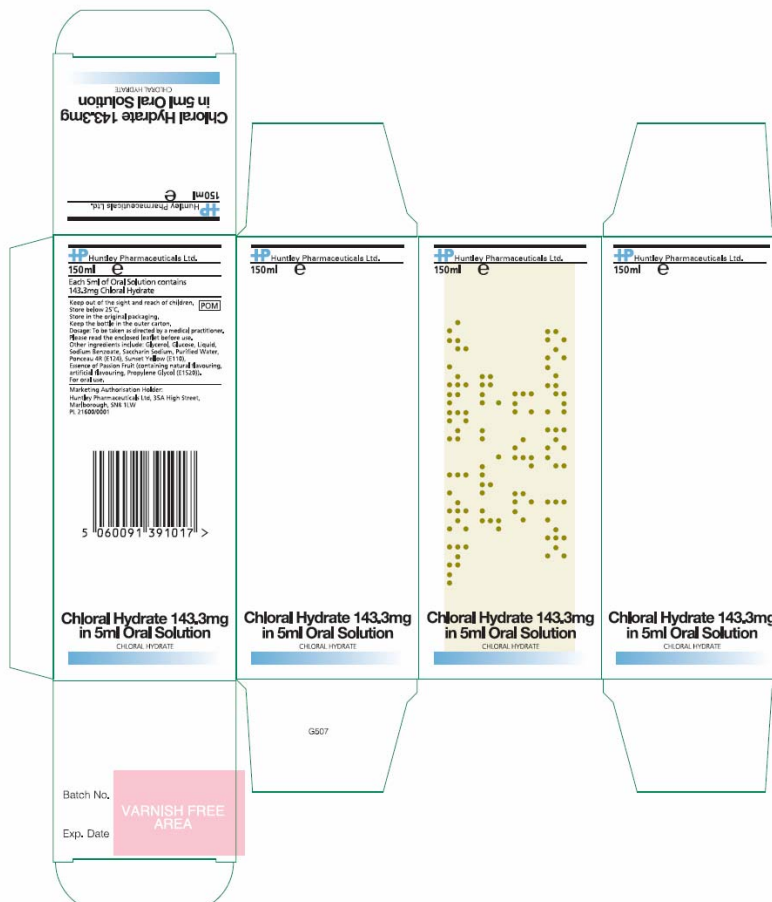 Huntley Pharmaceuticals Ltd.
150ml e
Chloral Hydrate 143.3mg
in 5ml Oral Solution
CHLORAL HYDRATE
Huntley Pharmaceuticals Ltd.
150ml e
Each 5ml of Oral Solution contains
143.3mg Chloral Hydrate
Keep out of the sight and reach of children.
POM
Store below 25°C.
Store in the original packaging.
Keep the bottle in the outer carton.
Dosage: To be taken as directed by a medical practitioner.
Please read the enclosed leaflet before use.
Other ingredients include: Glycerol, Glucose, Liquid,
Sodium Benzoate, Saccharin Sodium, Purified Water,
Ponceau 4R (E124), Sunset Yellow (E110).
Essence of Passion Fruit (containing natural flavouring,
artificial flavouring, Propylene Glycol (E1520)).
For oral use.
Marketing Authorisation Holder:
Huntley Pharmaceuticals Ltd, 35A High Street,
Marlborough, SN8 1LW
PL 21600/0001
5 060091 391017 >
Chloral Hydrate 143.3mg
in 5ml Oral Solution
CHLORAL HYDRATE
Huntley Pharmaceuticals Ltd.
150ml e
Chloral Hydrate 143.3mg
in 5ml Oral Solution
CHLORAL HYDRATE
Huntley Pharmaceuticals Ltd.
150ml e
Chloral Hydrate 143.3mg
in 5ml Oral Solution
CHLORAL HYDRATE
Huntley Pharmaceuticals Ltd.
150ml e
Chloral Hydrate 143.3mg
in 5ml Oral Solution
CHLORAL HYDRATE
G507
Batch No.
VARNISH FREE
AREA
Exp. Date